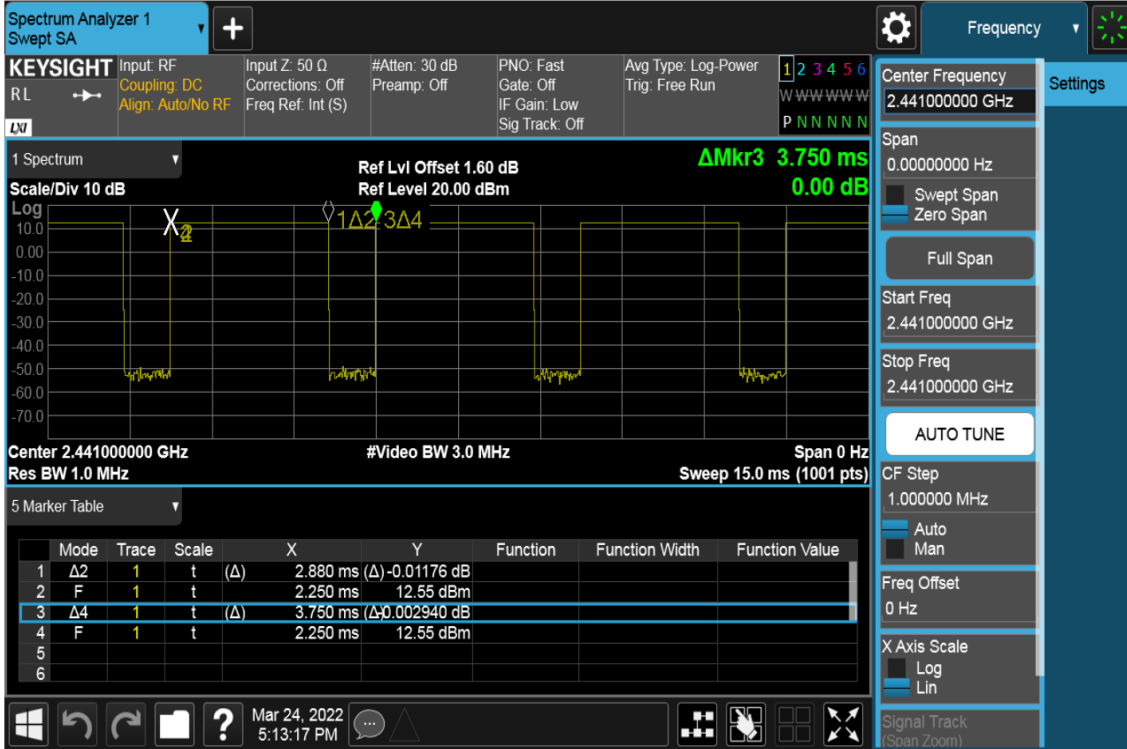 Spectrum Analyzer 1
Swept SA
+
Frequency
KEYSIGHT
R L
LXI
Input: RF
Coupling: DC
Align: Auto/No RF
Input Z: 50 Ω
Corrections: Off
Freq Ref: Int (S)
#Atten: 30 dB
Preamp: Off
PNO: Fast
Gate: Off
IF Gain: Low
Sig Track: Off
Avg Type: Log-Power
Trig: Free Run
1 2 3 4 5 6
W W W W W W
P N N N N N
1 Spectrum
Scale/Div 10 dB
Ref Lvl Offset 1.60 dB
Ref Level 20.00 dBm
ΔMkr3 3.750 ms
0.00 dB
Log
10.0
0.00
-10.0
-20.0
-30.0
-40.0
-50.0
-60.0
-70.0
1Δ2 3Δ4
Center 2.441000000 GHz
Res BW 1.0 MHz
#Video BW 3.0 MHz
Span 0 Hz
Sweep 15.0 ms (1001 pts)
5 Marker Table
Mode Trace Scale X Y Function Function Width Function Value
1 Δ2 1 t (Δ) 2.880 ms (Δ) -0.01176 dB
2 F 1 t 2.250 ms 12.55 dBm
3 Δ4 1 t (Δ) 3.750 ms (Δ) 0.002940 dB
4 F 1 t 2.250 ms 12.55 dBm
5
6
Mar 24, 2022
5:13:17 PM
?
Settings
Center Frequency
2.441000000 GHz
Span
0.00000000 Hz
Swept Span
Zero Span
Full Span
Start Freq
2.441000000 GHz
Stop Freq
2.441000000 GHz
AUTO TUNE
CF Step
1.000000 MHz
Auto
Man
Freq Offset
0 Hz
X Axis Scale
Log
Lin
Signal Track
(Span Zoom)